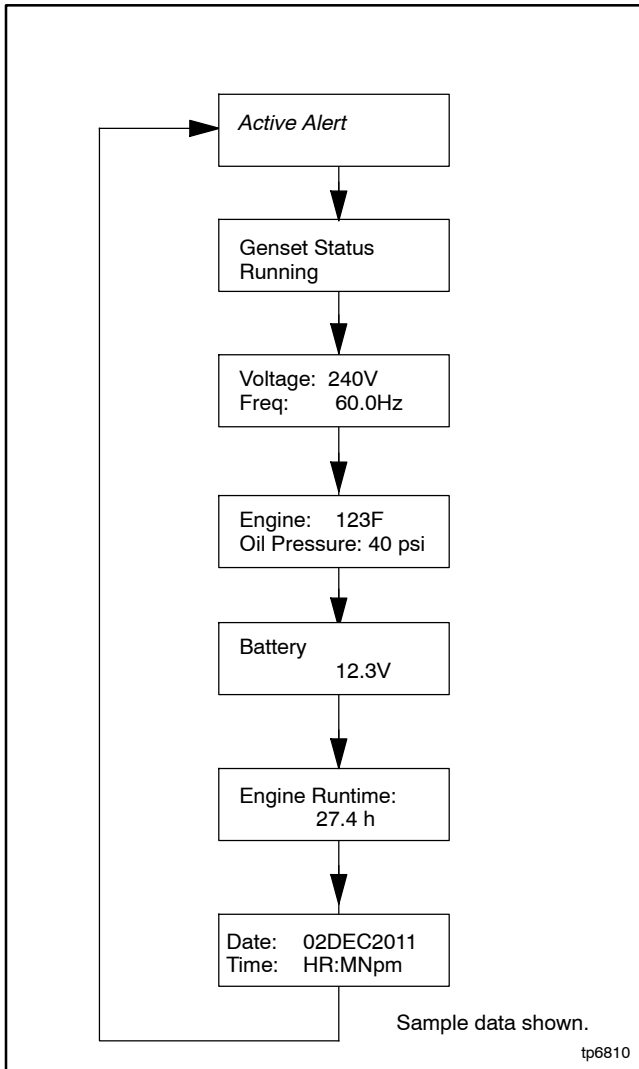 Active Alert
Genset Status
Running
Voltage: 240V
Freq: 60.0Hz
Engine: 123F
Oil Pressure: 40 psi
Battery
12.3V
Engine Runtime:
27.4 h
Date: 02DEC2011
Time: HR:MNpm
Sample data shown.
tp6810